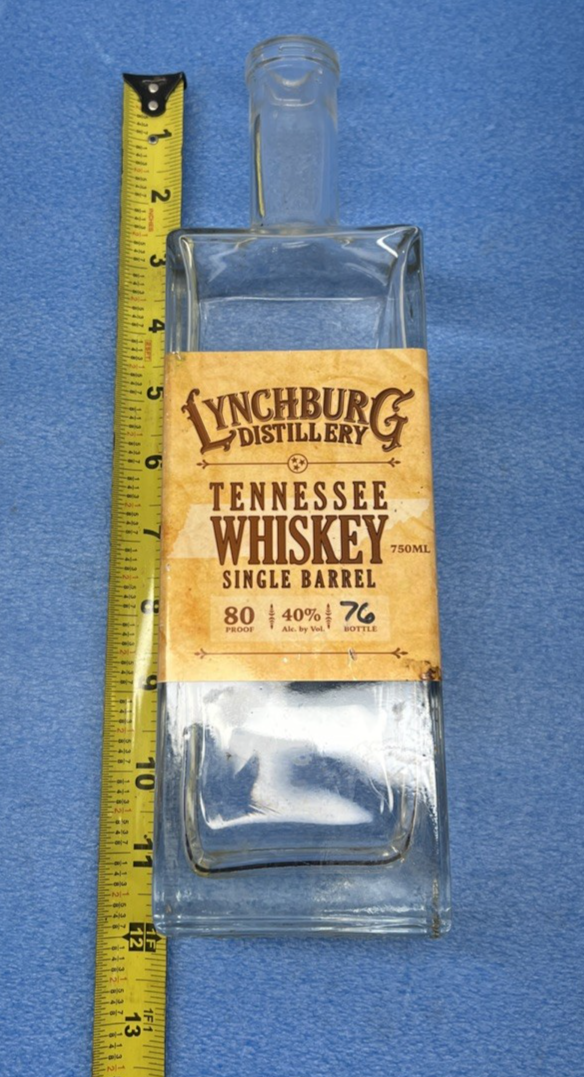 LYNCHBURG
DISTILLERY
TENNESSEE
WHISKEY
750ML
SINGLE BARREL
80 PROOF
40% Alc. by Vol.
76 BOTTLE
1
2
3
4
5
6
7
8
9
10
11
1F
12
1F1
13